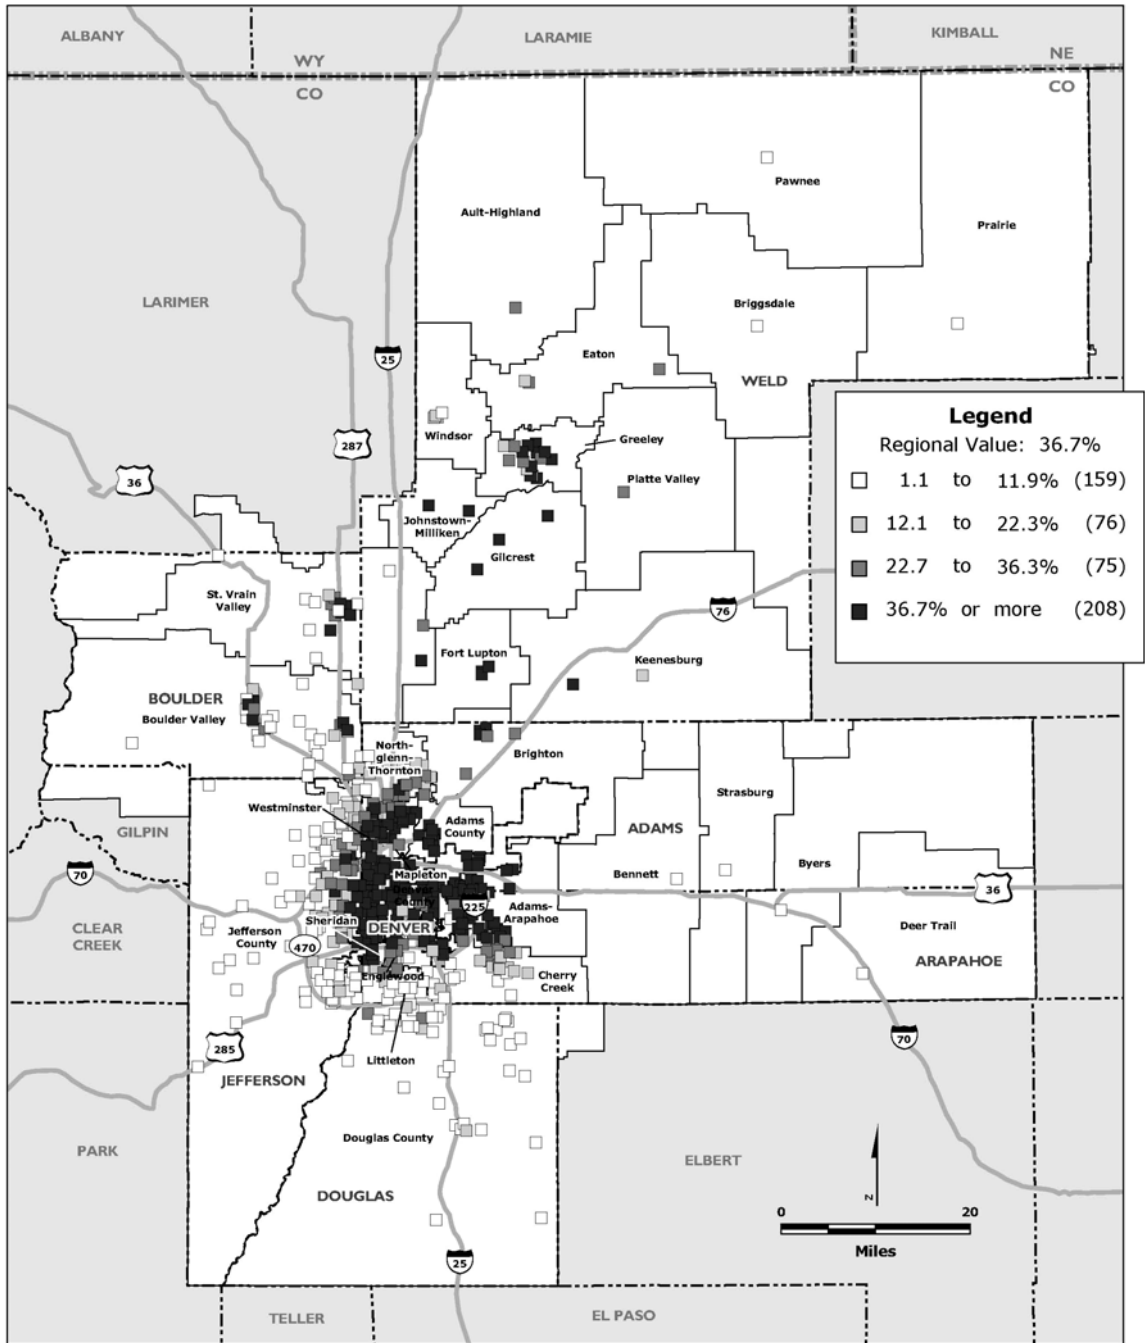 ALBANY
LARAMIE
KIMBALL
WY
NE
CO
CO
Pawnee
Ault-Highland
Prairie
LARIMER
Briggsdale
25
Eaton
WELD
Legend
Regional Value: 36.7%
1.1 to 11.9% (159)
12.1 to 22.3% (76)
22.7 to 36.3% (75)
36.7% or more (208)
Windsor
Greeley
287
36
Platte Valley
Johnstown-
Milliken
Gilcrest
St. Vrain
Valley
76
Fort Lupton
Keenesburg
BOULDER
Boulder Valley
North-
glenn-
Thornton
Brighton
Strasburg
Westminster
Adams
County
ADAMS
GILPIN
Byers
70
Mapleton
Bennett
36
Denver
County
225
Adams-
Arapahoe
Sheridan
DENVER
CLEAR
CREEK
Jefferson
County
470
Deer Trail
ARAPAHOE
Englewood
Cherry
Creek
285
Littleton
70
JEFFERSON
PARK
Douglas County
ELBERT
DOUGLAS
N
0 20
Miles
25
TELLER
EL PASO